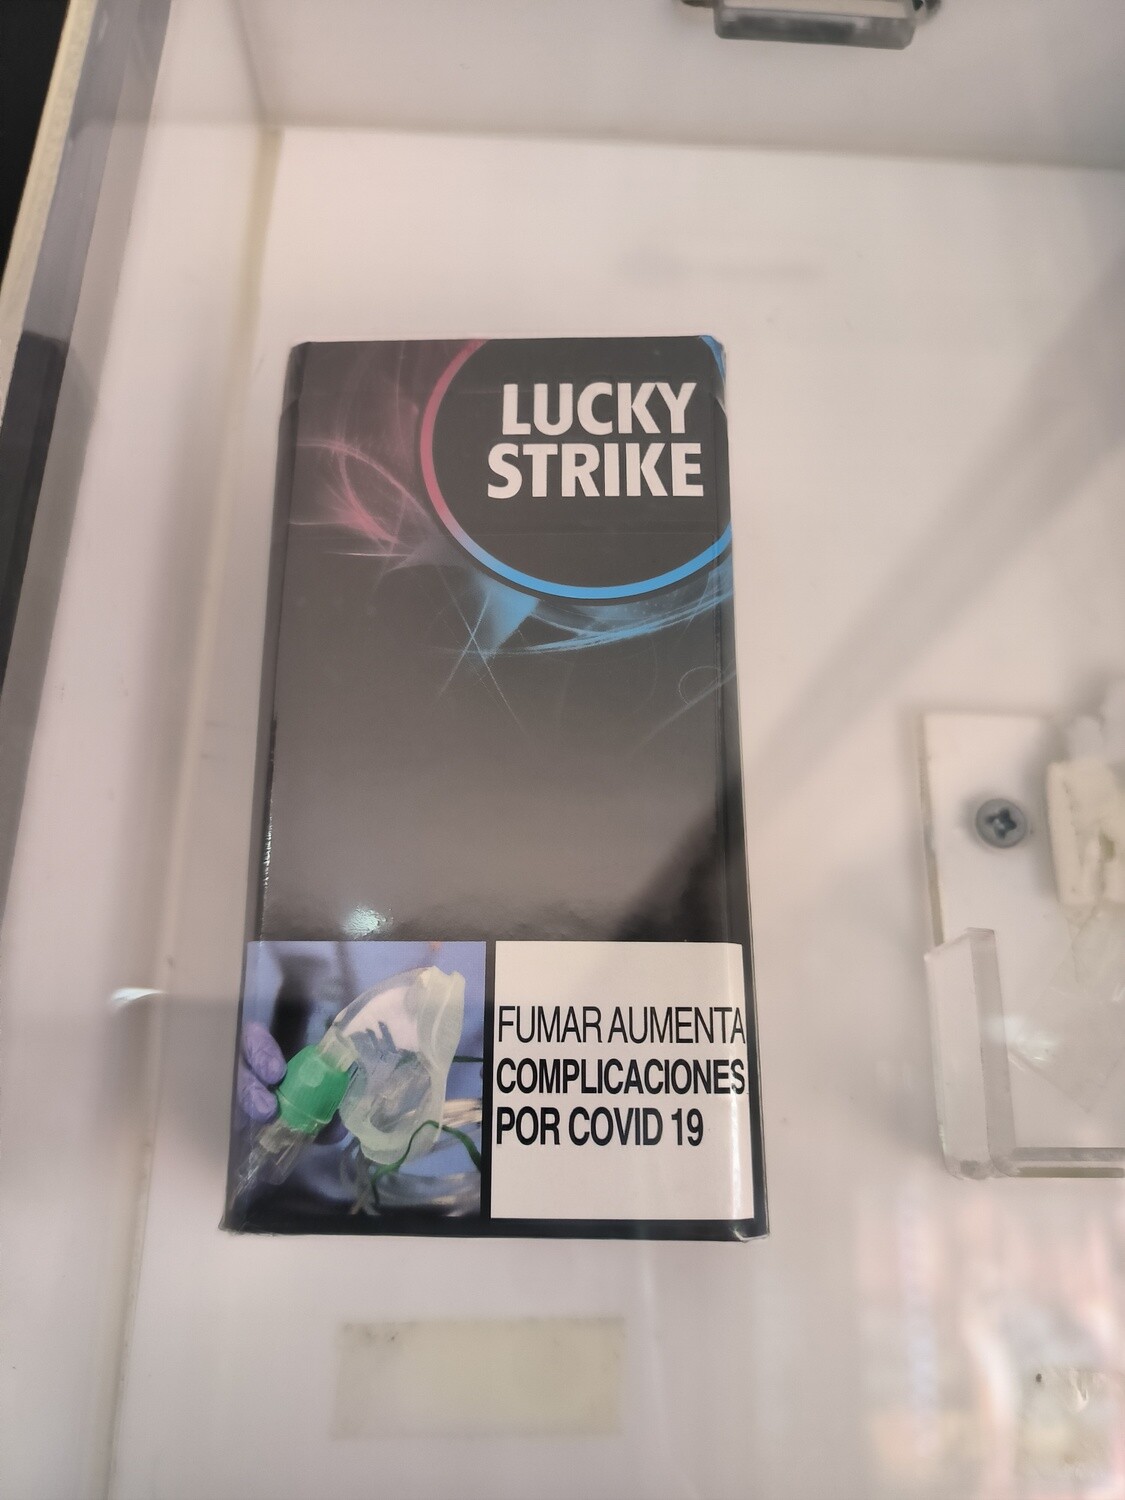 LUCKY
STRIKE
FUMAR AUMENTA
COMPLICACIONES
POR COVID 19